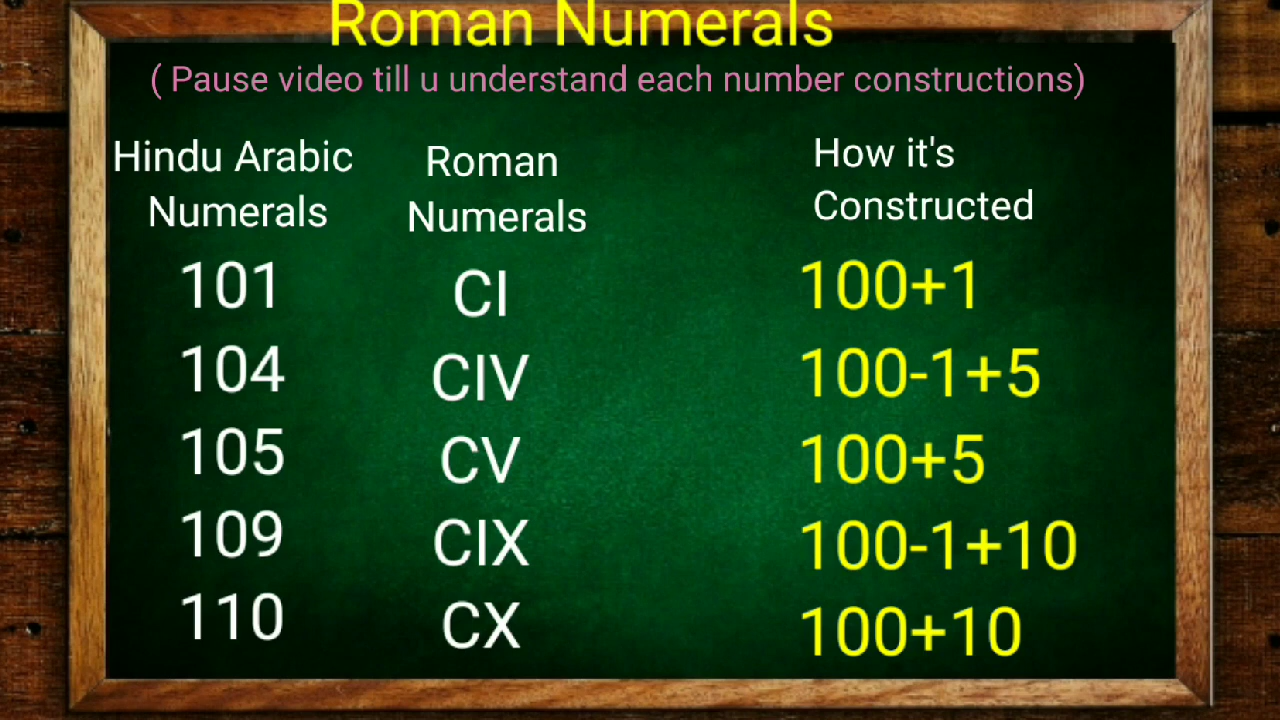 Roman Numerals
( Pause video till u understand each number constructions)
Hindu Arabic Numerals Roman Numerals How it's Constructed
101 CI 100+1
104 CIV 100-1+5
105 CV 100+5
109 CIX 100-1+10
110 CX 100+10